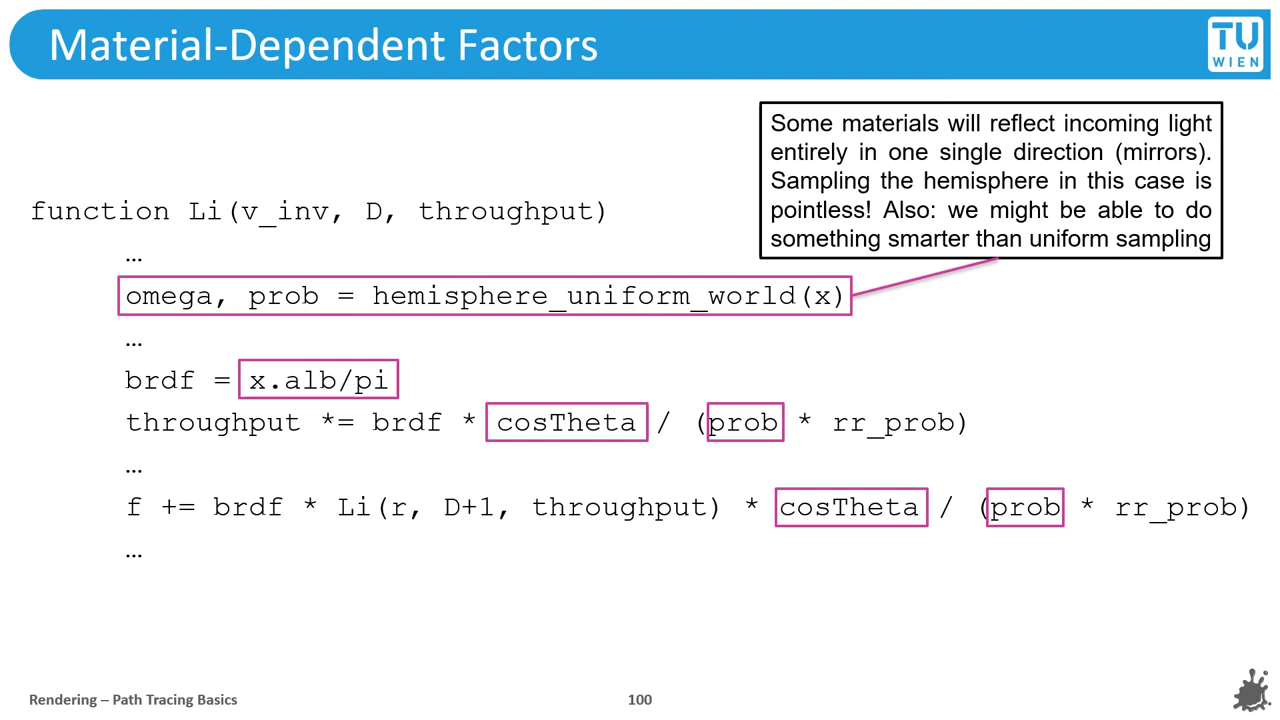 Material-Dependent Factors
TU
WIEN
Some materials will reflect incoming light
entirely in one single direction (mirrors).
Sampling the hemisphere in this case is
pointless! Also: we might be able to do
something smarter than uniform sampling
function Li(v_inv, D, throughput)
…
omega, prob = hemisphere_uniform_world(x)
…
brdf = x.alb/pi
throughput *= brdf * cosTheta / (prob * rr_prob)
…
f += brdf * Li(r, D+1, throughput) * cosTheta / (prob * rr_prob)
…
Rendering – Path Tracing Basics
100